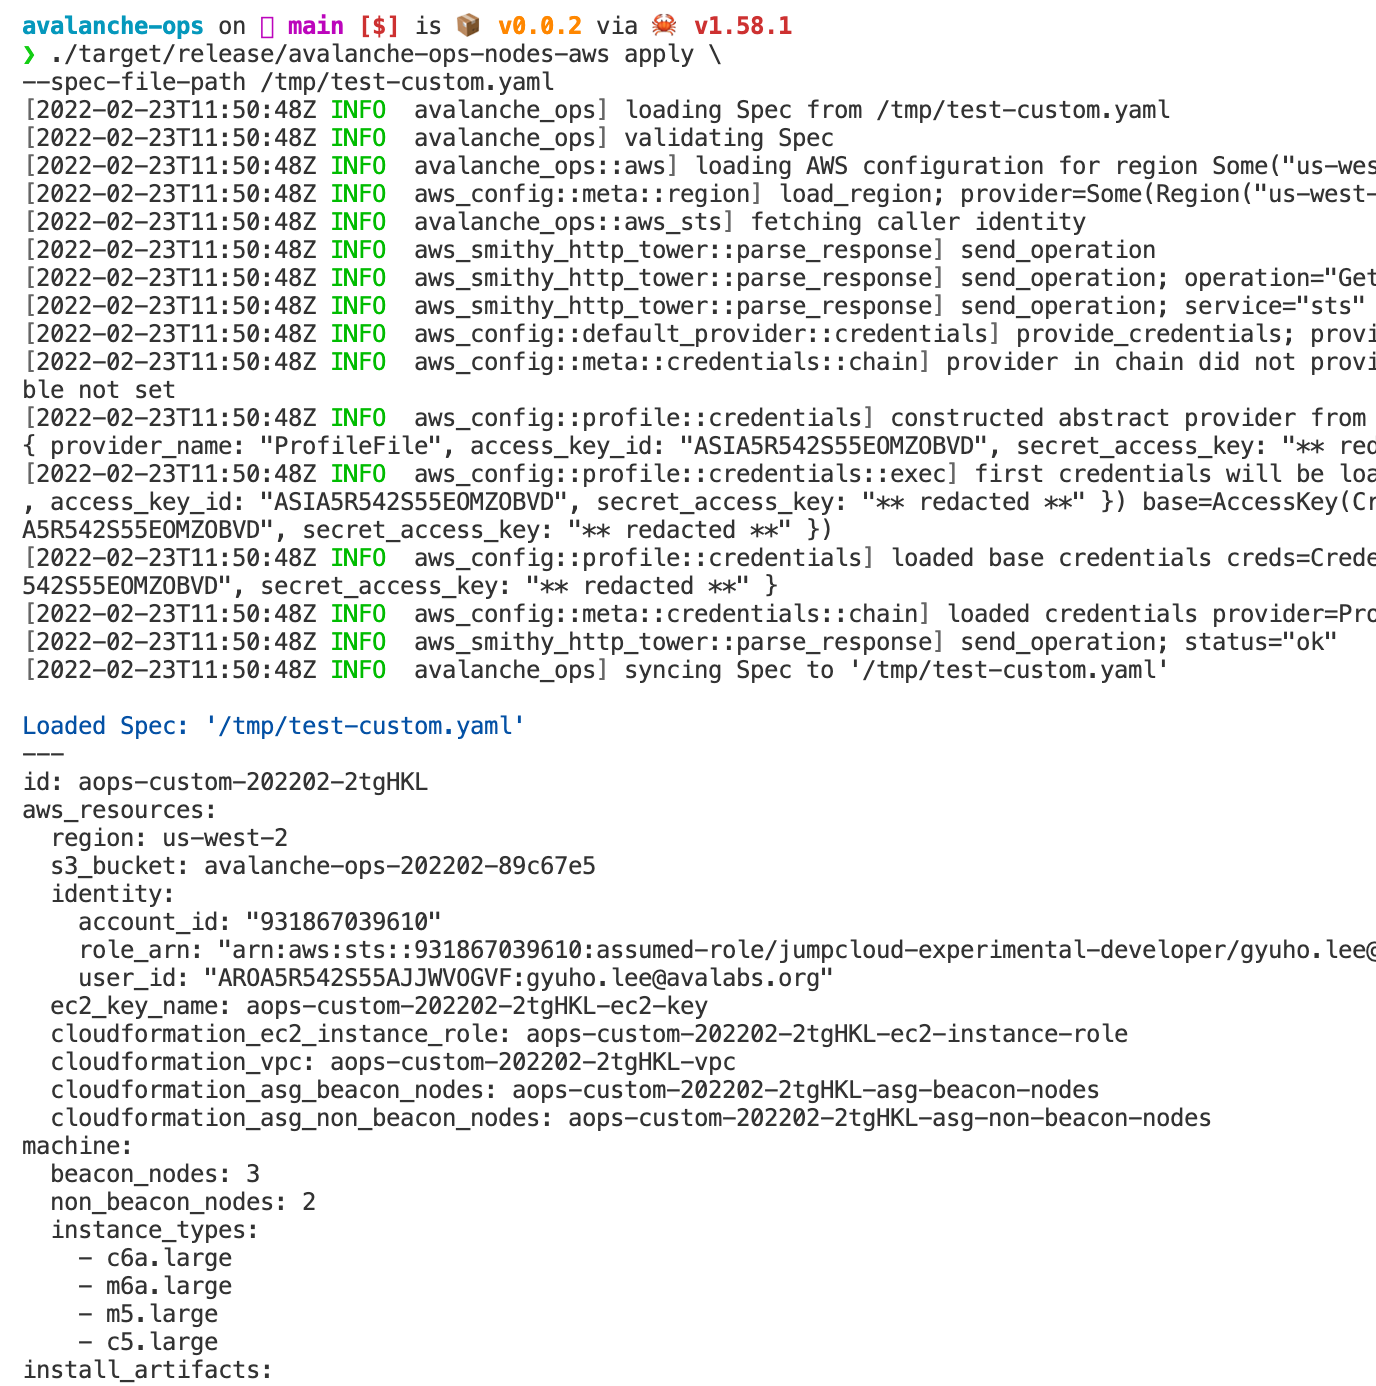 avalanche-ops on main [$] is 📦 v0.0.2 via 🦀 v1.58.1
❯ ./target/release/avalanche-ops-nodes-aws apply \
--spec-file-path /tmp/test-custom.yaml
[2022-02-23T11:50:48Z INFO  avalanche_ops] loading Spec from /tmp/test-custom.yaml
[2022-02-23T11:50:48Z INFO  avalanche_ops] validating Spec
[2022-02-23T11:50:48Z INFO  avalanche_ops::aws] loading AWS configuration for region Some("us-wes
[2022-02-23T11:50:48Z INFO  aws_config::meta::region] load_region; provider=Some(Region("us-west-
[2022-02-23T11:50:48Z INFO  avalanche_ops::aws_sts] fetching caller identity
[2022-02-23T11:50:48Z INFO  aws_smithy_http_tower::parse_response] send_operation
[2022-02-23T11:50:48Z INFO  aws_smithy_http_tower::parse_response] send_operation; operation="Get
[2022-02-23T11:50:48Z INFO  aws_smithy_http_tower::parse_response] send_operation; service="sts"
[2022-02-23T11:50:48Z INFO  aws_config::default_provider::credentials] provide_credentials; provi
[2022-02-23T11:50:48Z INFO  aws_config::meta::credentials::chain] provider in chain did not provi
ble not set
[2022-02-23T11:50:48Z INFO  aws_config::profile::credentials] constructed abstract provider from
{ provider_name: "ProfileFile", access_key_id: "ASIA5R542S55EOMZOBVD", secret_access_key: "** red
[2022-02-23T11:50:48Z INFO  aws_config::profile::credentials::exec] first credentials will be loa
, access_key_id: "ASIA5R542S55EOMZOBVD", secret_access_key: "** redacted **" }) base=AccessKey(Cr
A5R542S55EOMZOBVD", secret_access_key: "** redacted **" })
[2022-02-23T11:50:48Z INFO  aws_config::profile::credentials] loaded base credentials creds=Crede
542S55EOMZOBVD", secret_access_key: "** redacted **" }
[2022-02-23T11:50:48Z INFO  aws_config::meta::credentials::chain] loaded credentials provider=Pro
[2022-02-23T11:50:48Z INFO  aws_smithy_http_tower::parse_response] send_operation; status="ok"
[2022-02-23T11:50:48Z INFO  avalanche_ops] syncing Spec to '/tmp/test-custom.yaml'

Loaded Spec: '/tmp/test-custom.yaml'
---
id: aops-custom-202202-2tgHKL
aws_resources:
  region: us-west-2
  s3_bucket: avalanche-ops-202202-89c67e5
  identity:
    account_id: "931867039610"
    role_arn: "arn:aws:sts::931867039610:assumed-role/jumpcloud-experimental-developer/gyuho.lee@
    user_id: "AROA5R542S55AJJWVOGVF:gyuho.lee@avalabs.org"
  ec2_key_name: aops-custom-202202-2tgHKL-ec2-key
  cloudformation_ec2_instance_role: aops-custom-202202-2tgHKL-ec2-instance-role
  cloudformation_vpc: aops-custom-202202-2tgHKL-vpc
  cloudformation_asg_beacon_nodes: aops-custom-202202-2tgHKL-asg-beacon-nodes
  cloudformation_asg_non_beacon_nodes: aops-custom-202202-2tgHKL-asg-non-beacon-nodes
machine:
  beacon_nodes: 3
  non_beacon_nodes: 2
  instance_types:
    - c6a.large
    - m6a.large
    - m5.large
    - c5.large
install_artifacts: